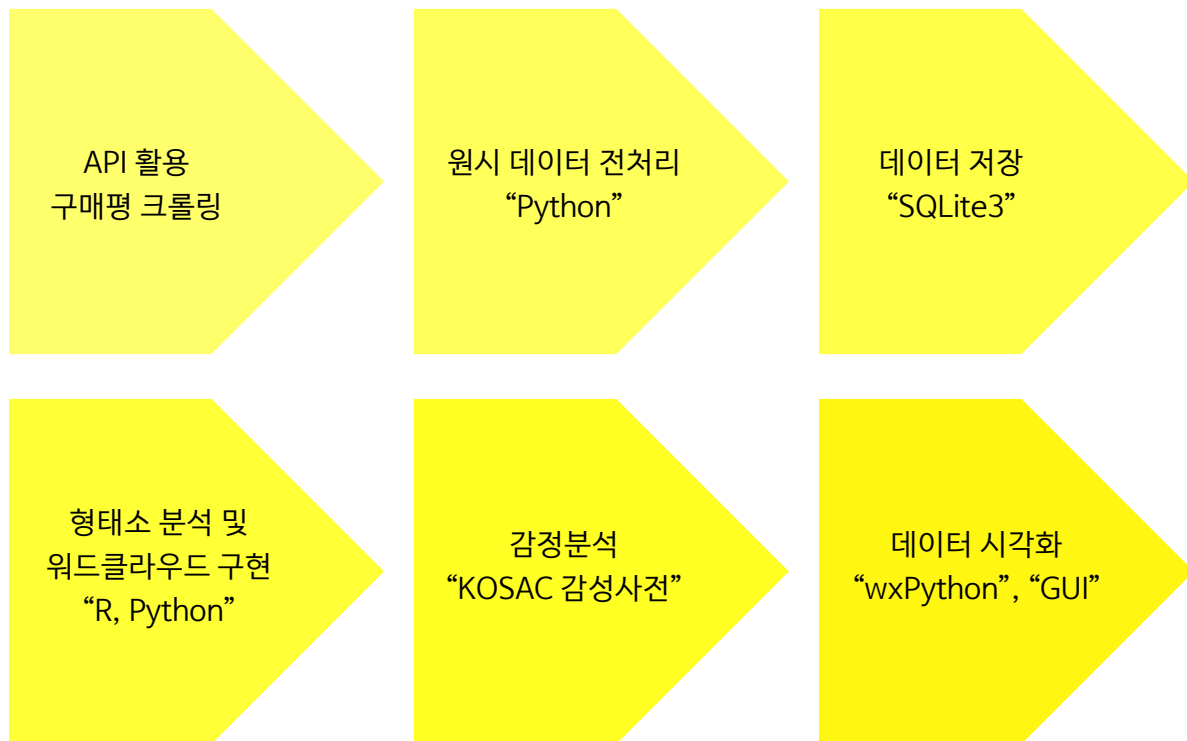 API 활용
구매평 크롤링
원시 데이터 전처리
“Python”
데이터 저장
“SQLite3”
형태소 분석 및
워드클라우드 구현
“R, Python”
감정분석
“KOSAC 감성사전”
데이터 시각화
“wxPython”, “GUI”